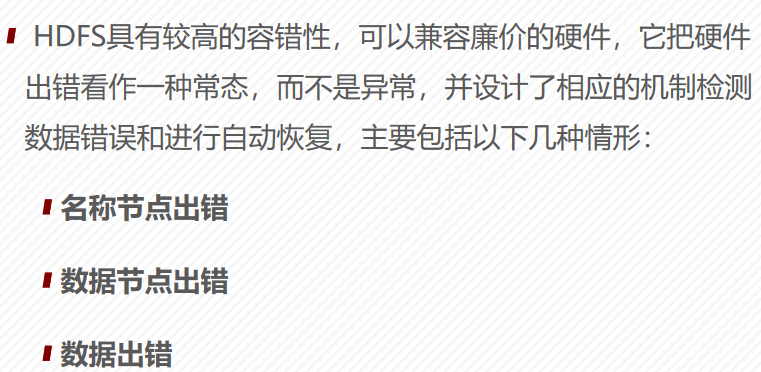 HDFS具有较高的容错性，可以兼容廉价的硬件，它把硬件
出错看作一种常态，而不是异常，并设计了相应的机制检测
数据错误和进行自动恢复，主要包括以下几种情形：
名称节点出错
数据节点出错
数据出错